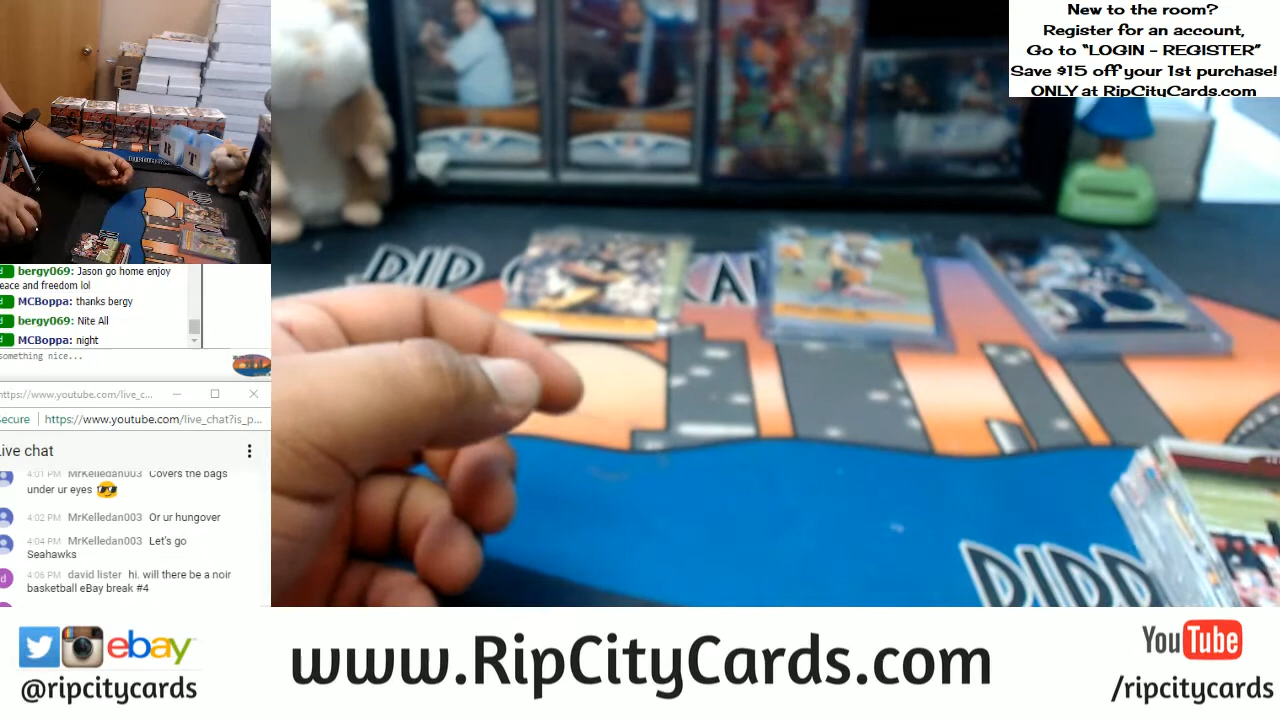 New to the room?
Register for an account,
Go to “LOGIN - REGISTER”
Save $15 off your 1st purchase!
ONLY at RipCityCards.com
R T
bergy069: Jason go home enjoy
eace and freedom lol
MCBoppa: thanks bergy
bergy069: Nite All
MCBoppa: night
something nice...
https://www.youtube.com/live_c...
ecure https://www.youtube.com/live_chat?is_p...
Live chat
4:01 PM MrKelledan003 Covers the bags
under ur eyes
4:02 PM MrKelledan003 Or ur hungover
4:04 PM MrKelledan003 Let's go
Seahawks
d 4:06 PM david lister hi. will there be a noir
basketball eBay break #4
RIP
ebay
@ripcitycards
www.RipCityCards.com
YouTube
/ripcitycards